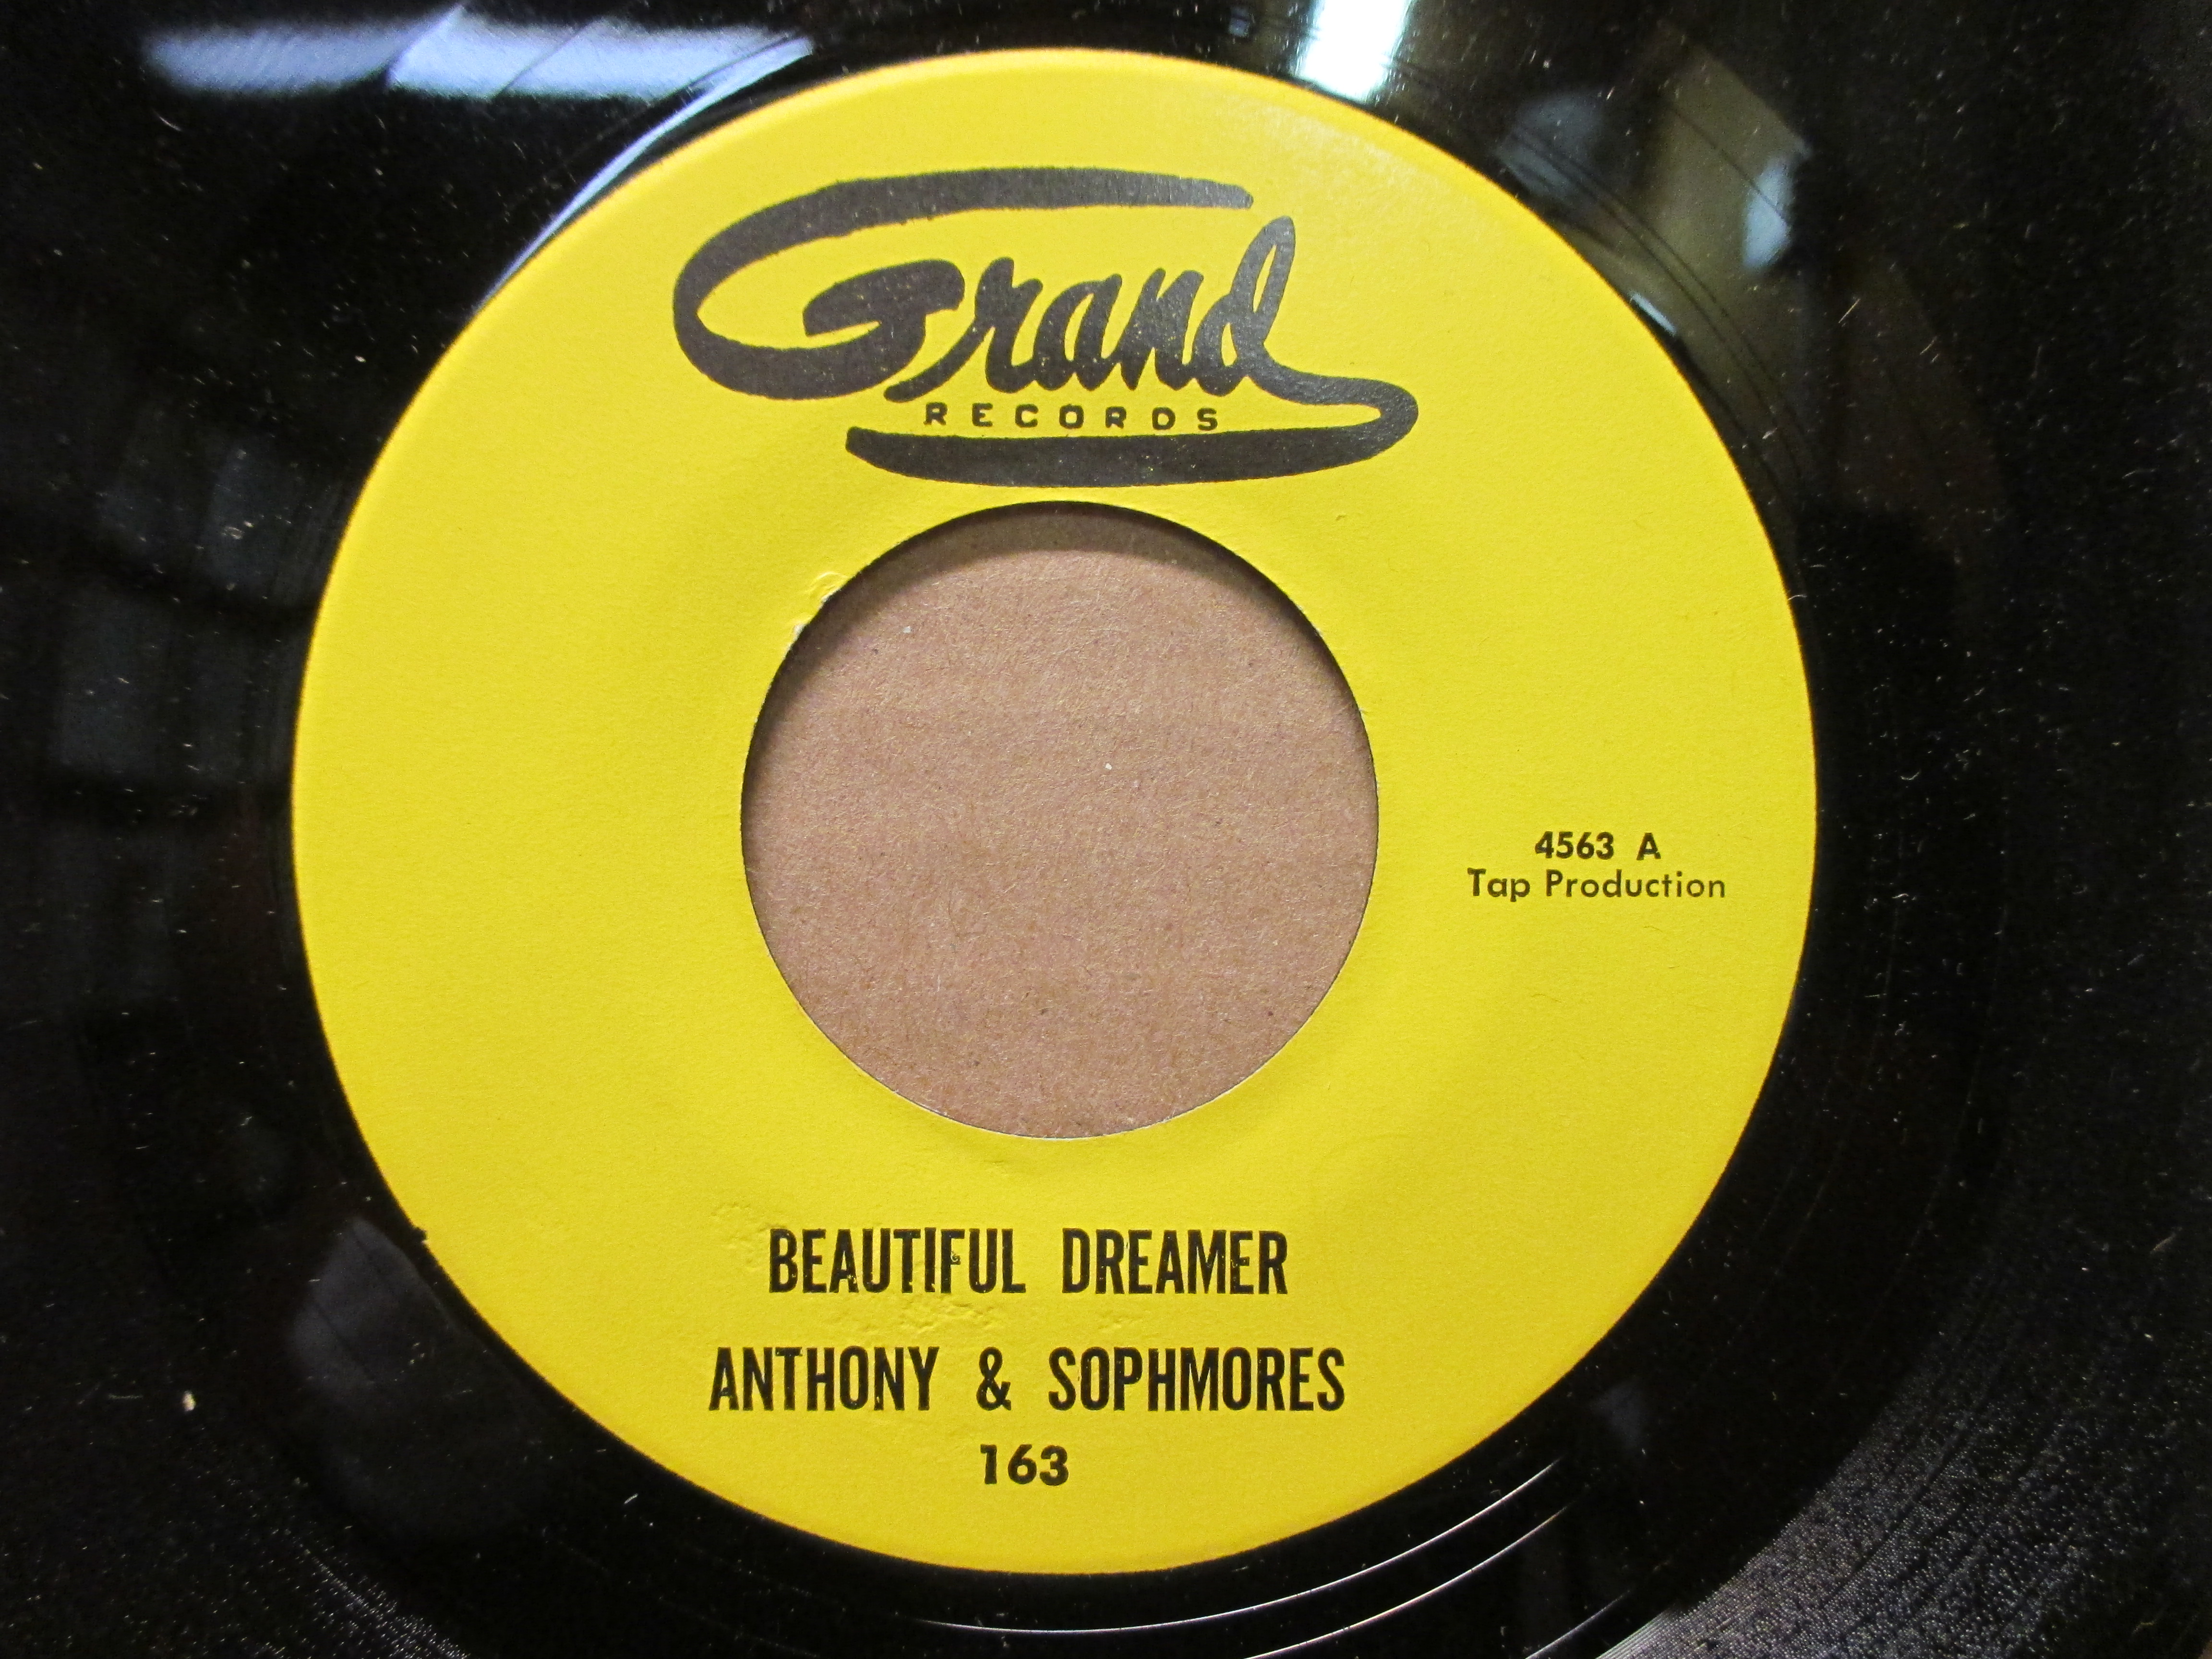 Grand
RECORDS
4563 A
Tap Production
BEAUTIFUL DREAMER
ANTHONY & SOPHMORES
163